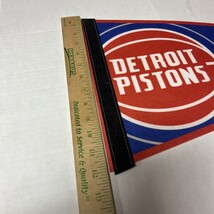 DETROIT
PISTONS
Dedicated to Service & Quality